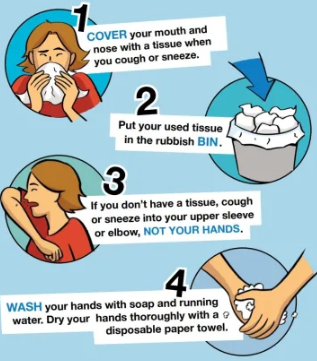 1
COVER your mouth and
nose with a tissue when
you cough or sneeze.
2
Put your used tissue
in the rubbish BIN.
3
If you don't have a tissue, cough
or sneeze into your upper sleeve
or elbow, NOT YOUR HANDS.
4
WASH your hands with soap and running
water. Dry your hands thoroughly with a
disposable paper towel.